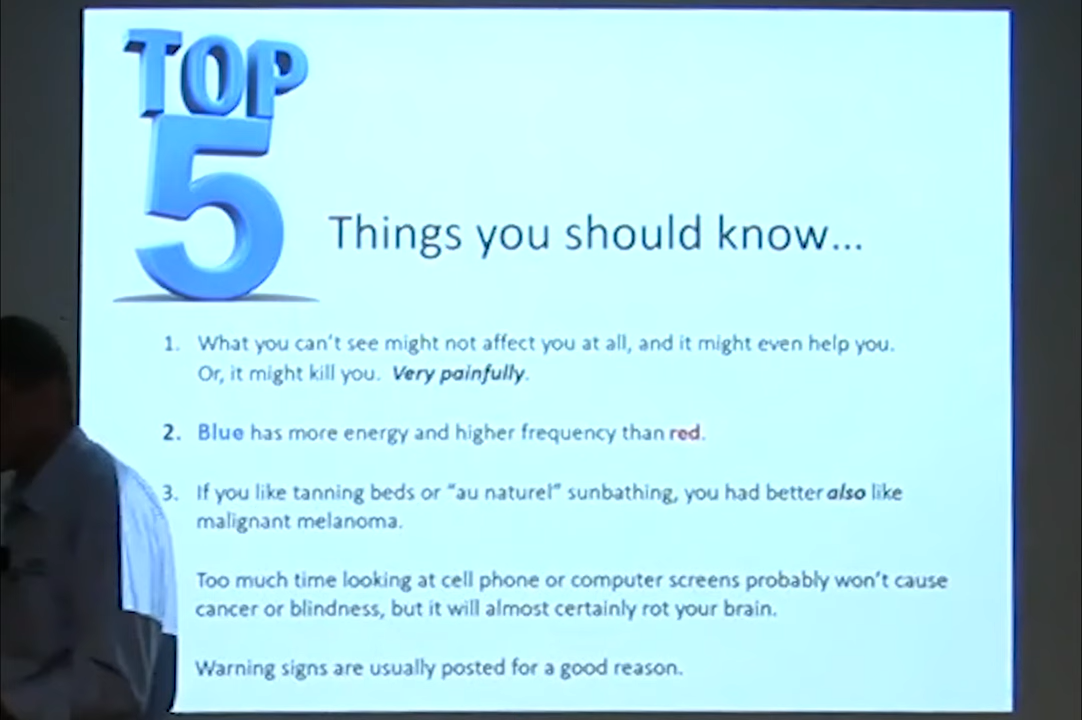 TOP
5
Things you should know...
1. What you can't see might not affect you at all, and it might even help you.
Or, it might kill you. Very painfully.
2. Blue has more energy and higher frequency than red.
3. If you like tanning beds or "au naturel" sunbathing, you had better also like
malignant melanoma.
Too much time looking at cell phone or computer screens probably won't cause
cancer or blindness, but it will almost certainly rot your brain.
Warning signs are usually posted for a good reason.